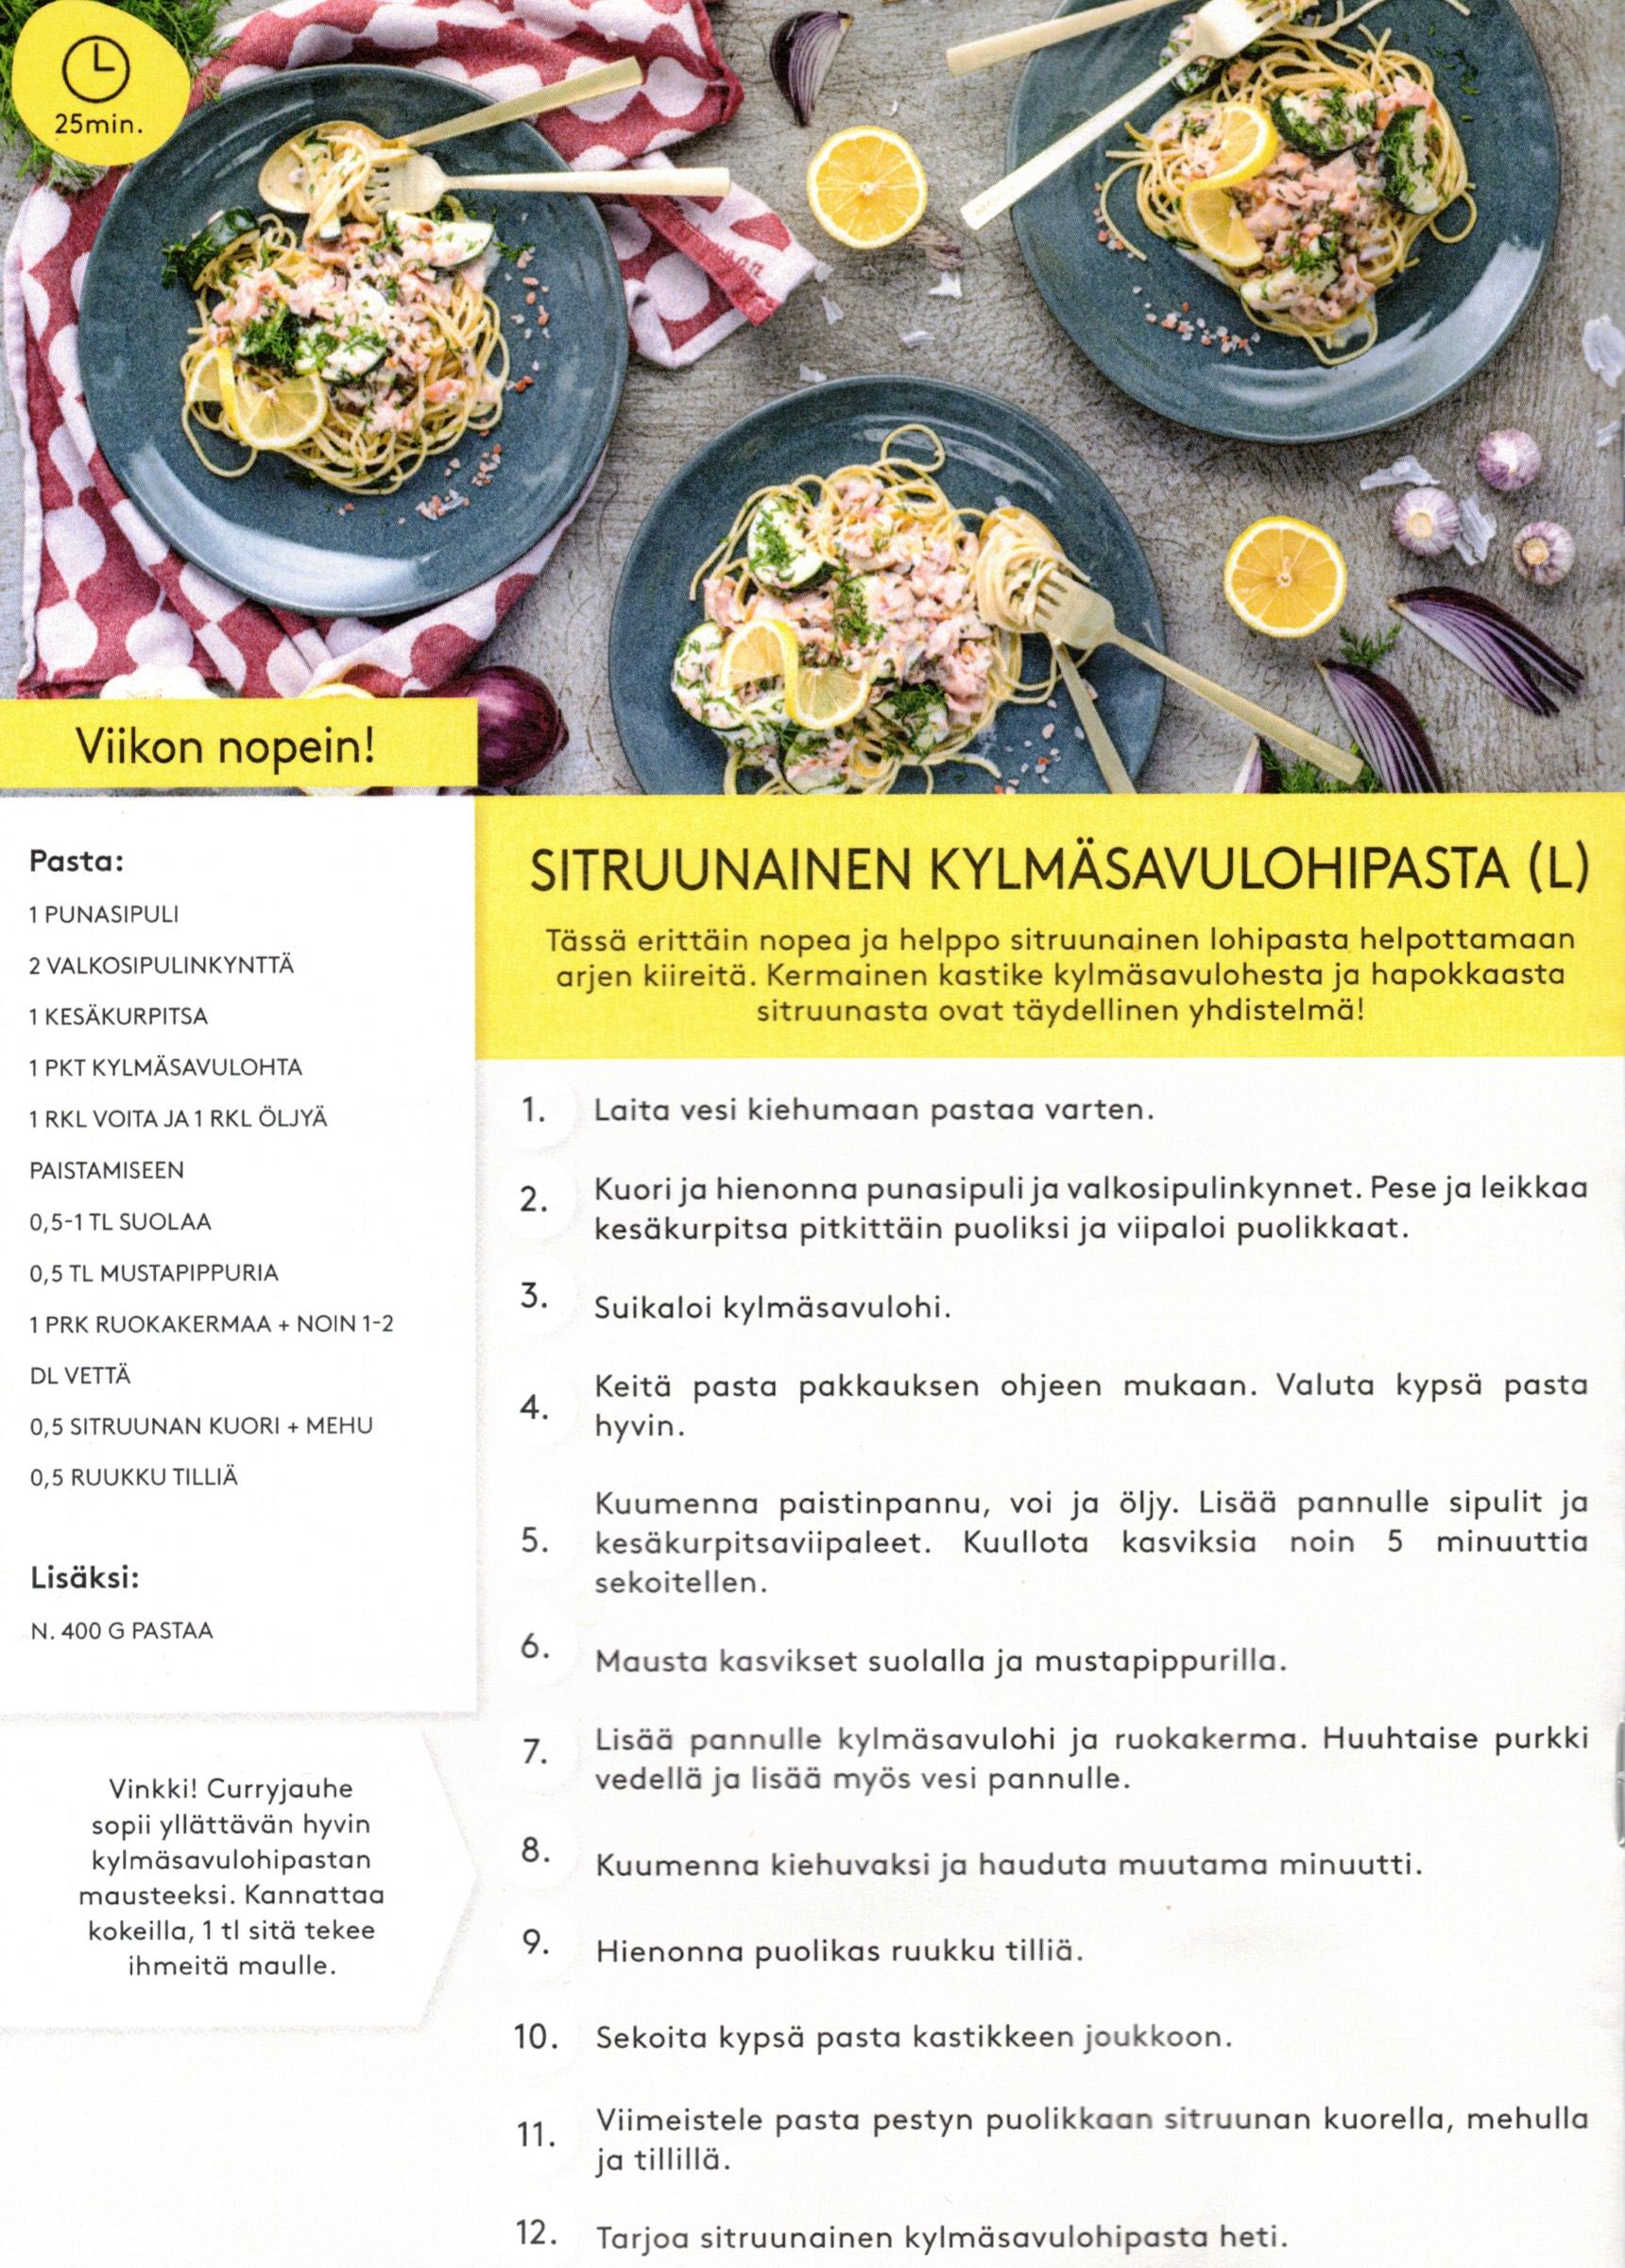 25min.
Viikon nopein!
Pasta:
1 PUNASIPULI
2 VALKOSIPULINKYNTTÄ
1 KESÄKURPITSA
1 PKT KYLMÄSAVULOHTA
1 RKL VOITA JA 1 RKL ÖLJYÄ
PAISTAMISEEN
0,5-1 TL SUOLAA
0,5 TL MUSTAPIPPURIA
1 PRK RUOKAKERMAA + NOIN 1-2
DL VETTÄ
0,5 SITRUUNAN KUORI + MEHU
0,5 RUUKKU TILLIÄ
Lisäksi:
N. 400 G PASTAA
Vinkki! Curryjauhe
sopii yllättävän hyvin
kylmäsavulohipastan
mausteeksi. Kannattaa
kokeilla, 1 tl sitä tekee
ihmeitä maulle.
SITRUUNAINEN KYLMÄSAVULOHIPASTA (L)
Tässä erittäin nopea ja helppo sitruunainen lohipasta helpottamaan
arjen kiireitä. Kermainen kastike kylmäsavulohesta ja hapokkaasta
sitruunasta ovat täydellinen yhdistelmä!
1. Laita vesi kiehumaan pastaa varten.
2. Kuori ja hienonna punasipuli ja valkosipulinkynnet. Pese ja leikkaa
kesäkurpitsa pitkittäin puoliksi ja viipaloi puolikkaat.
3. Suikaloi kylmäsavulohi.
4. Keitä pasta pakkauksen ohjeen mukaan. Valuta kypsä pasta
hyvin.
5. Kuumenna paistinpannu, voi ja öljy. Lisää pannulle sipulit ja
kesäkurpitsaviipaleet. Kuullota kasviksia noin 5 minuuttia
sekoitellen.
6. Mausta kasvikset suolalla ja mustapippurilla.
7. Lisää pannulle kylmäsavulohi ja ruokakerma. Huuhtaise purkki
vedellä ja lisää myös vesi pannulle.
8. Kuumenna kiehuvaksi ja hauduta muutama minuutti.
9. Hienonna puolikas ruukku tilliä.
10. Sekoita kypsä pasta kastikkeen joukkoon.
11. Viimeistele pasta pestyn puolikkaan sitruunan kuorella, mehulla
ja tillillä.
12. Tarjoa sitruunainen kylmäsavulohipasta heti.